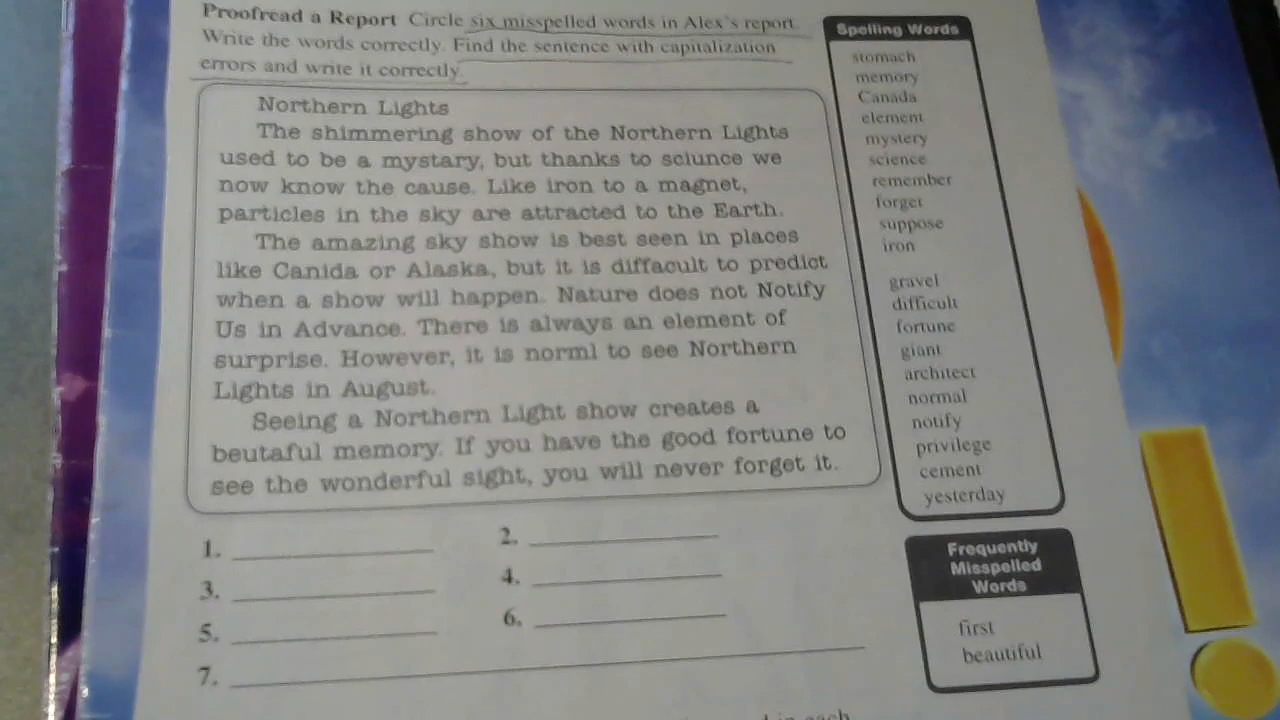 Proofread a Report Circle six misspelled words in Alex's report.
Write the words correctly. Find the sentence with capitalization
errors and write it correctly.
Northern Lights
The shimmering show of the Northern Lights
used to be a mystary, but thanks to sciunce we
now know the cause. Like iron to a magnet,
particles in the sky are attracted to the Earth.
The amazing sky show is best seen in places
like Canida or Alaska, but it is diffacult to predict
when a show will happen. Nature does not Notify
Us in Advance. There is always an element of
surprise. However, it is norml to see Northern
Lights in August.
Seeing a Northern Light show creates a
beutaful memory. If you have the good fortune to
see the wonderful sight, you will never forget it.
1.
2.
3.
4.
5.
6.
7.
Spelling Words
stomach
memory
Canada
element
mystery
science
remember
forget
suppose
iron
gravel
difficult
fortune
giant
architect
normal
notify
privilege
cement
yesterday
Frequently
Misspelled
Words
first
beautiful
in each